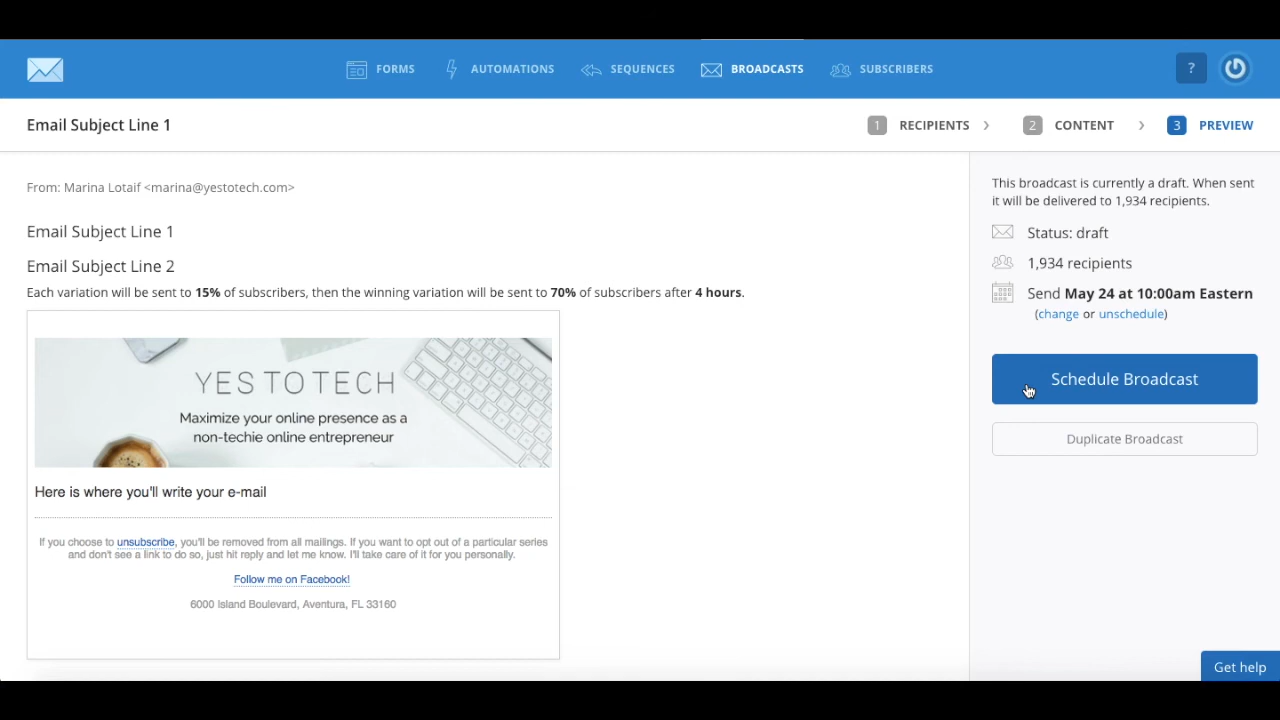 FORMS
AUTOMATIONS
SEQUENCES
BROADCASTS
SUBSCRIBERS
?
Email Subject Line 1
1 RECIPIENTS >
2 CONTENT >
3 PREVIEW
From: Marina Lotaif <marina@yestotech.com>
Email Subject Line 1
Email Subject Line 2
Each variation will be sent to 15% of subscribers, then the winning variation will be sent to 70% of subscribers after 4 hours.
YES TO TECH
Maximize your online presence as a
non-techie online entrepreneur
Here is where you'll write your e-mail
If you choose to unsubscribe, you'll be removed from all mailings. If you want to opt out of a particular series
and don't see a link to do so, just hit reply and let me know. I'll take care of it for you personally.
Follow me on Facebook!
6000 Island Boulevard, Aventura, FL 33160
This broadcast is currently a draft. When sent
it will be delivered to 1,934 recipients.
Status: draft
1,934 recipients
Send May 24 at 10:00am Eastern
(change or unschedule)
Schedule Broadcast
Duplicate Broadcast
Get help